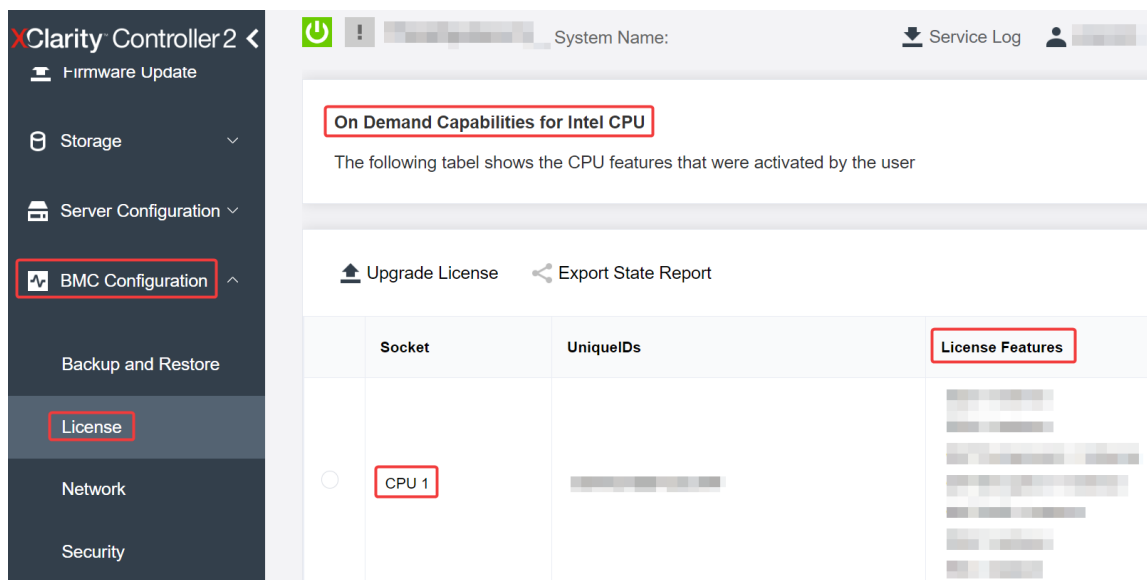 XClarity Controller 2
System Name:
Service Log
Firmware Update
On Demand Capabilities for Intel CPU
Storage
The following tabel shows the CPU features that were activated by the user
Server Configuration
BMC Configuration
Upgrade License
Export State Report
Socket
UniqueIDs
License Features
Backup and Restore
License
CPU 1
Network
Security